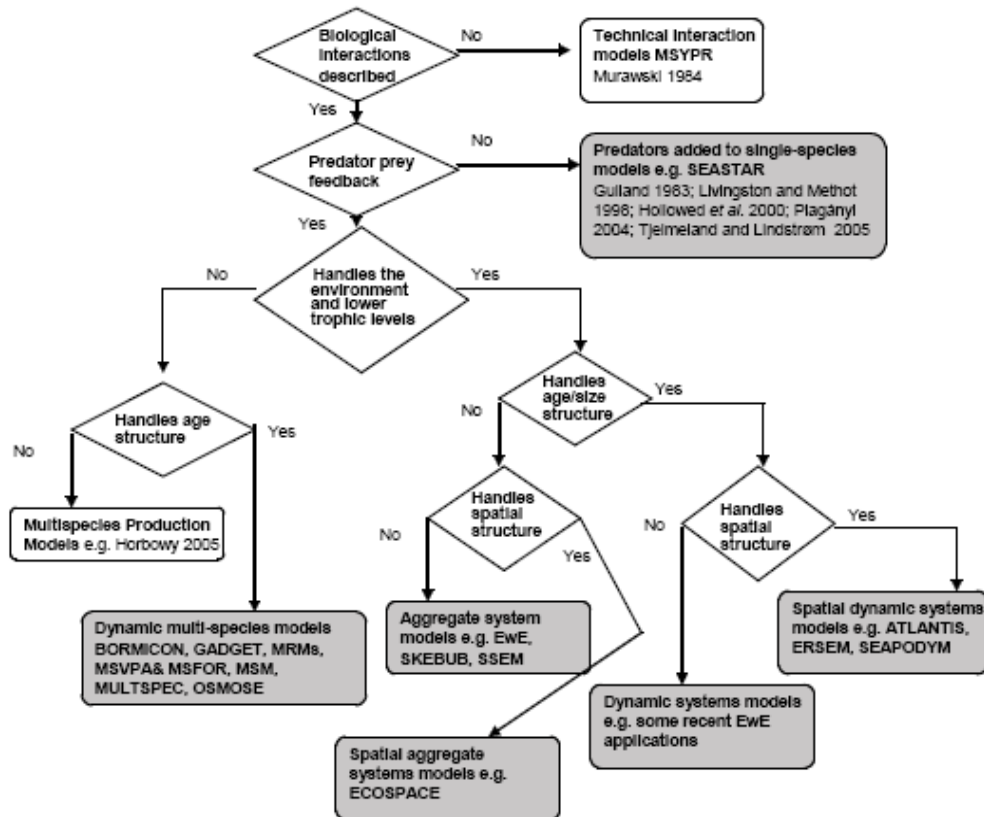 Biological
interactions
described
No
Technical interaction
models MSYPR
Murawski 1984
Yes
Predator prey
feedback
No
Predators added to single-species
models e.g. SEASTAR
Gulland 1983; Livingston and Methot
1998; Hollowed et al. 2000; Plagányi
2004; Tjelmeland and Lindstrøm 2005
Yes
Handles the
environment
and lower
trophic levels
No
Yes
Handles age
structure
No
Yes
Handles
age/size
structure
No
Yes
Multispecies Production
Models e.g. Horbowy 2005
Handles
spatial
structure
No
Yes
Handles
spatial
structure
No
Yes
Dynamic multi-species models
BORMICON, GADGET, MRMs,
MSVPA& MSFOR, MSM,
MULTSPEC, OSMOSE
Aggregate system
models e.g. EwE,
SKEBUB, SSEM
Spatial dynamic systems
models e.g. ATLANTIS,
ERSEM, SEAPODYM
Dynamic systems models
e.g. some recent EwE
applications
Spatial aggregate
systems models e.g.
ECOSPACE